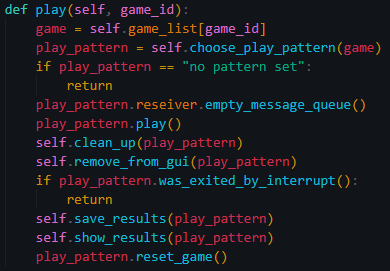 def play(self, game_id):
    game = self.game_list[game_id]
    play_pattern = self.choose_play_pattern(game)
    if play_pattern == "no pattern set":
        return
    play_pattern.reseiver.empty_message_queue()
    play_pattern.play()
    self.clean_up(play_pattern)
    self.remove_from_gui(play_pattern)
    if play_pattern.was_exited_by_interrupt():
        return
    self.save_results(play_pattern)
    self.show_results(play_pattern)
    play_pattern.reset_game()